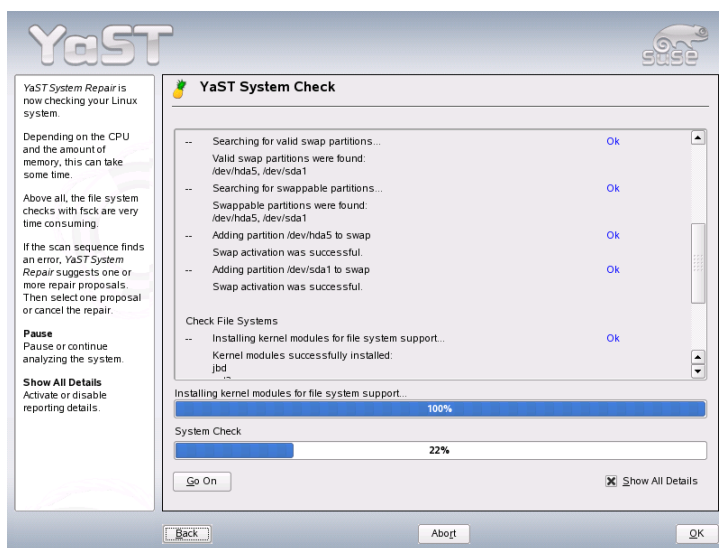 YaST
SUSE
YaST System Repair is
now checking your Linux
system.
Depending on the CPU
and the amount of
memory, this can take
some time.
Above all, the file system
checks with fsck are very
time consuming.
If the scan sequence finds
an error, YaST System
Repair suggests one or
more repair proposals.
Then select one proposal
or cancel the repair.
Pause
Pause or continue
analyzing the system.
Show All Details
Activate or disable
reporting details.
YaST System Check
-- Searching for valid swap partitions... Ok
Valid swap partitions were found:
/dev/hda5, /dev/sda1
-- Searching for swappable partitions... Ok
Swappable partitions were found:
/dev/hda5, /dev/sda1
-- Adding partition /dev/hda5 to swap Ok
Swap activation was successful.
-- Adding partition /dev/sda1 to swap Ok
Swap activation was successful.
Check File Systems
-- Installing kernel modules for file system support... Ok
Kernel modules successfully installed:
jbd
Installing kernel modules for file system support...
100%
System Check
22%
Go On
Show All Details
Back
Abort
OK